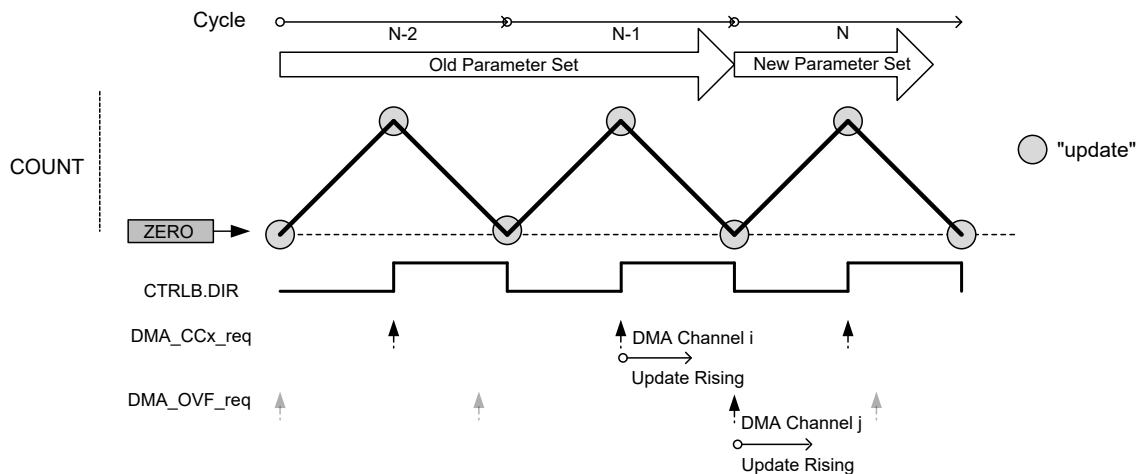 Cycle
N-2
N-1
N
Old Parameter Set
New Parameter Set
COUNT
"update"
ZERO
CTRLB.DIR
DMA_CCx_req
DMA Channel i
Update Rising
DMA_OVF_req
DMA Channel j
Update Rising